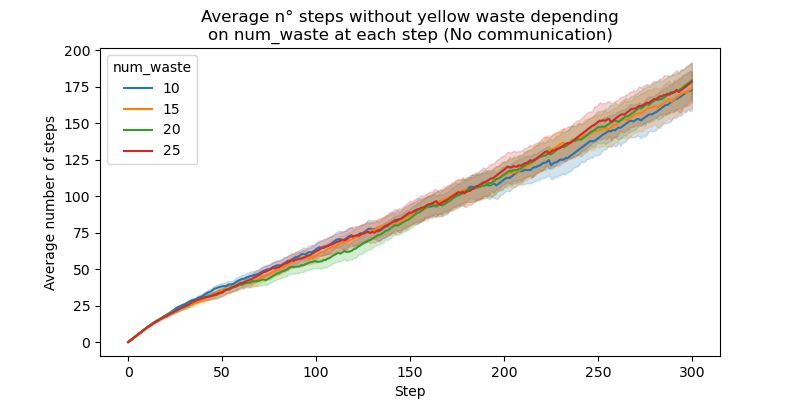 Average n° steps without yellow waste depending
on num_waste at each step (No communication)
num_waste
10
15
20
25
200
175
150
125
100
75
50
25
0
Average number of steps
0 50 100 150 200 250 300
Step